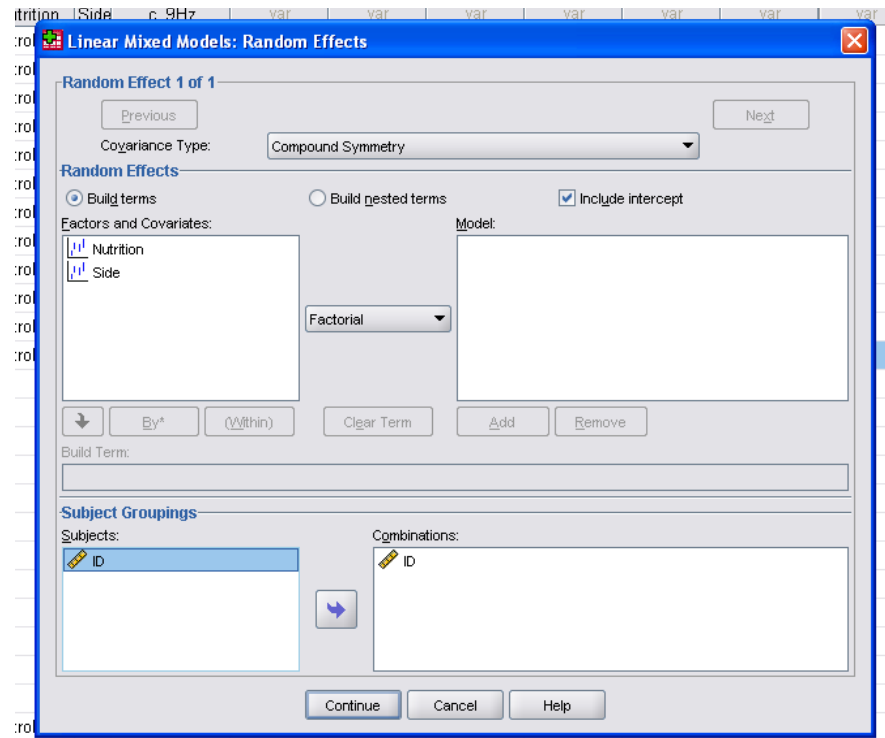 utrition Side c_9Hz var var var var var var var
Linear Mixed Models: Random Effects
Random Effect 1 of 1
Previous Next
Covariance Type: Compound Symmetry
Random Effects
Build terms Build nested terms Include intercept
Factors and Covariates: Model:
Nutrition
Side
Factorial
By* (Within) Clear Term Add Remove
Build Term:
Subject Groupings
Subjects: Combinations:
ID ID
Continue Cancel Help